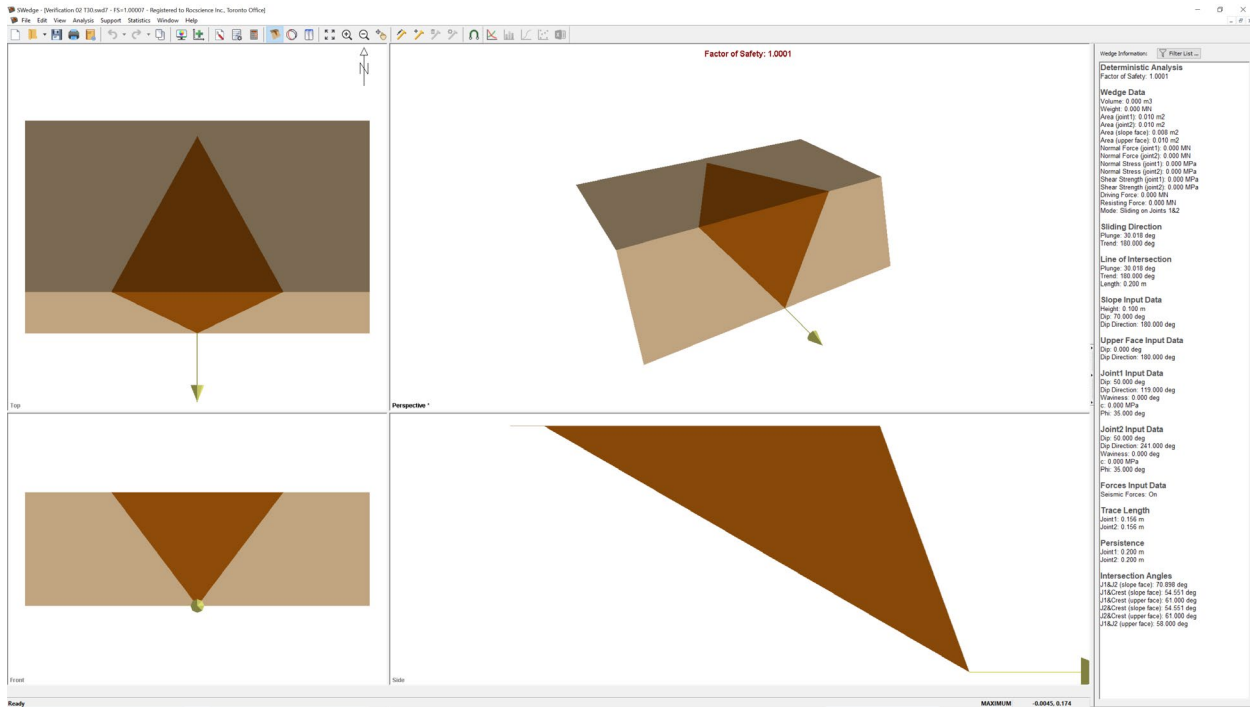 SWedge - [Verification 02 T30.swd7 - FS=1.00007 - Registered to Rocscience Inc., Toronto Office]
File Edit View Analysis Support Statistics Window Help
Factor of Safety: 1.0001
N
Top
Perspective *
Front
Side
Wedge Information:
Filter List ...
Deterministic Analysis
Factor of Safety: 1.0001
Wedge Data
Volume: 0.000 m3
Weight: 0.000 MN
Area (joint1): 0.010 m2
Area (joint2): 0.010 m2
Area (slope face): 0.008 m2
Area (upper face): 0.010 m2
Normal Force (joint1): 0.000 MN
Normal Force (joint2): 0.000 MN
Normal Stress (joint1): 0.000 MPa
Normal Stress (joint2): 0.000 MPa
Shear Strength (joint1): 0.000 MPa
Shear Strength (joint2): 0.000 MPa
Driving Force: 0.000 MN
Resisting Force: 0.000 MN
Mode: Sliding on Joints 1&2
Sliding Direction
Plunge: 30.018 deg
Trend: 180.000 deg
Line of Intersection
Plunge: 30.018 deg
Trend: 180.000 deg
Length: 0.200 m
Slope Input Data
Height: 0.100 m
Dip: 70.000 deg
Dip Direction: 180.000 deg
Upper Face Input Data
Dip: 0.000 deg
Dip Direction: 180.000 deg
Joint1 Input Data
Dip: 50.000 deg
Dip Direction: 119.000 deg
Waviness: 0.000 deg
c: 0.000 MPa
Phi: 35.000 deg
Joint2 Input Data
Dip: 50.000 deg
Dip Direction: 241.000 deg
Waviness: 0.000 deg
c: 0.000 MPa
Phi: 35.000 deg
Forces Input Data
Seismic Forces: On
Trace Length
Joint1: 0.156 m
Joint2: 0.156 m
Persistence
Joint1: 0.200 m
Joint2: 0.200 m
Intersection Angles
J1&J2 (slope face): 70.898 deg
J1&Crest (slope face): 54.551 deg
J1&Crest (upper face): 61.000 deg
J2&Crest (slope face): 54.551 deg
J2&Crest (upper face): 61.000 deg
J1&J2 (upper face): 58.000 deg
Ready
MAXIMUM -0.0045, 0.174